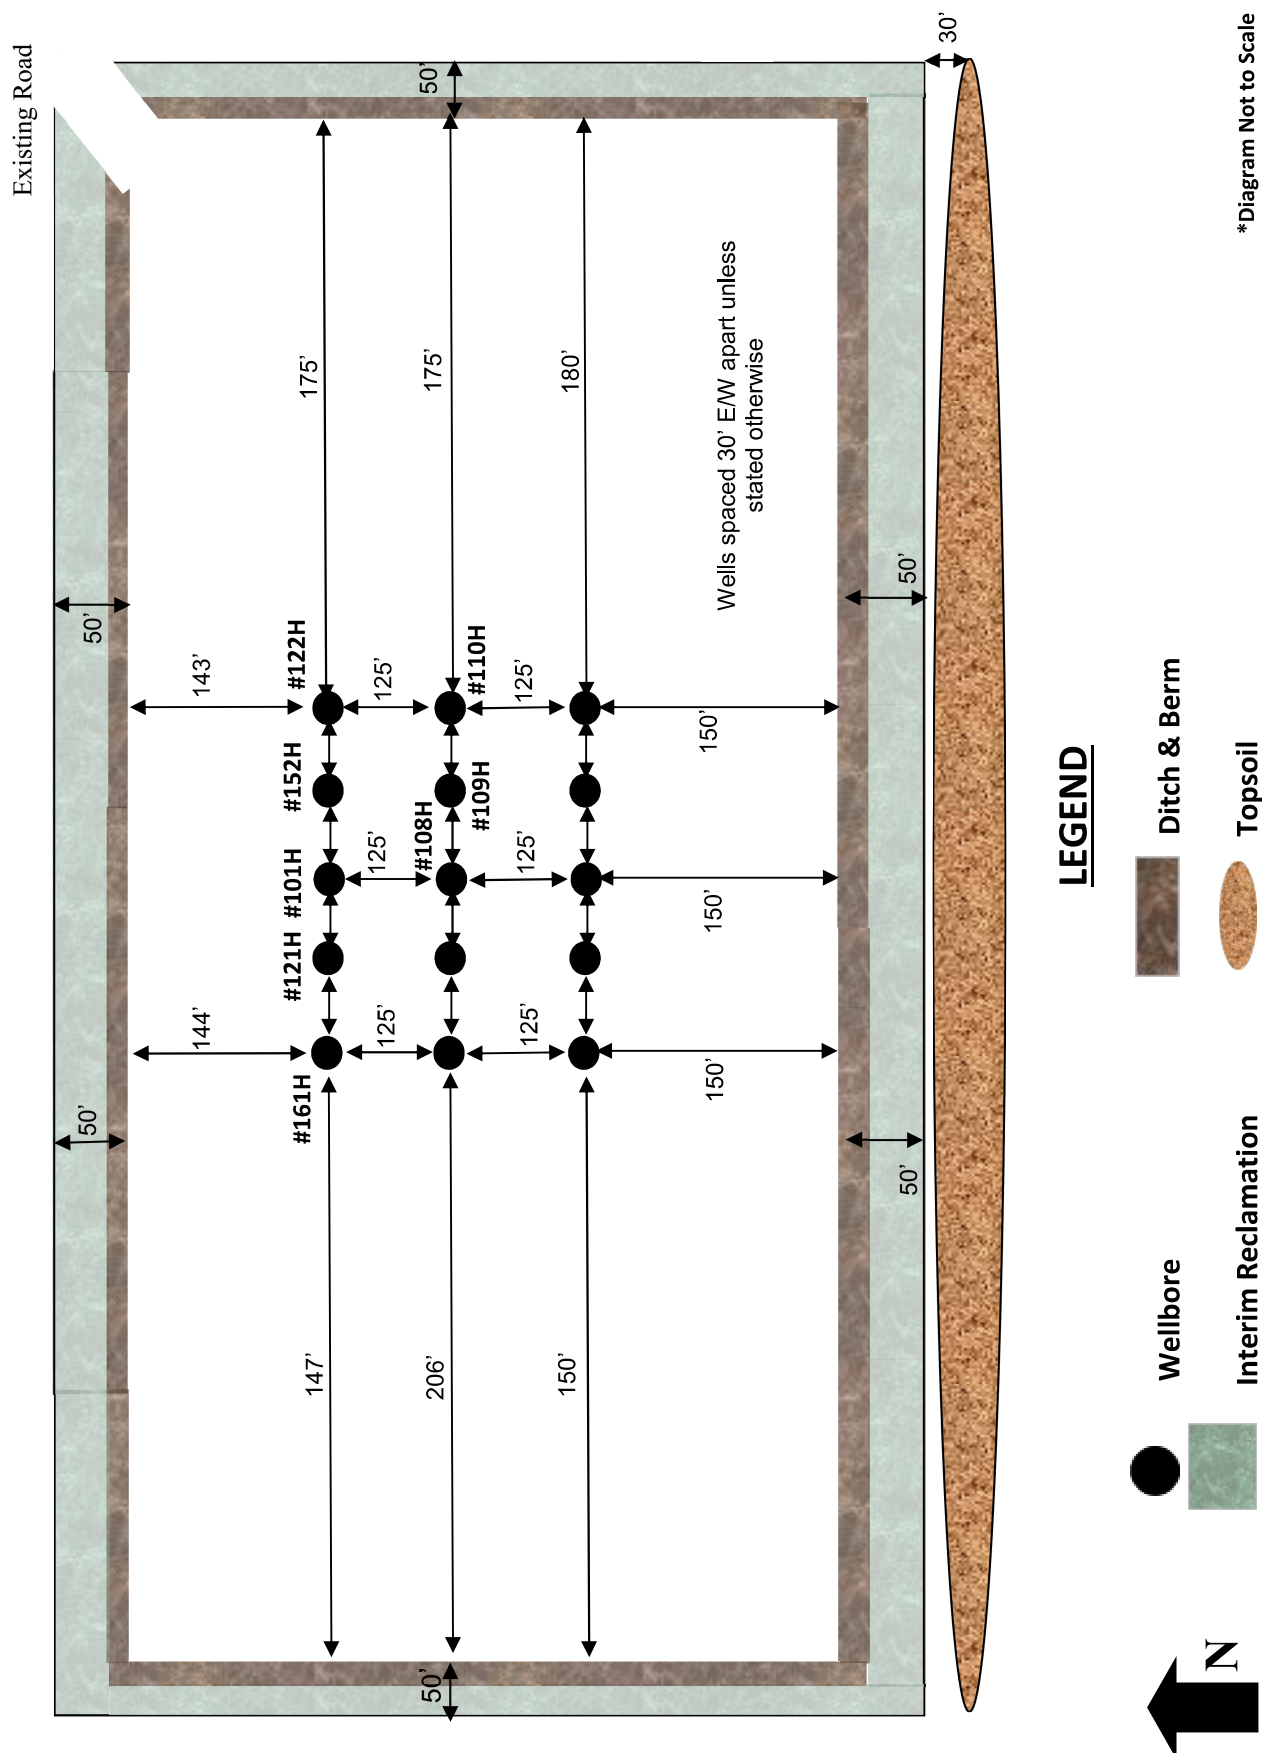 Existing Road
50’
50’
144’
143’
#161H
#121H
#101H
#152H
#122H
147’
175’
125’
125’
125’
#108H
50’
206’
175’
50’
#109H
#110H
125’
125’
125’
150’
180’
150’
150’
150’
Wells spaced 30’ E/W apart unless
stated otherwise
50’
50’
30’
LEGEND
Wellbore
Ditch & Berm
N
Interim Reclamation
Topsoil
*Diagram Not to Scale